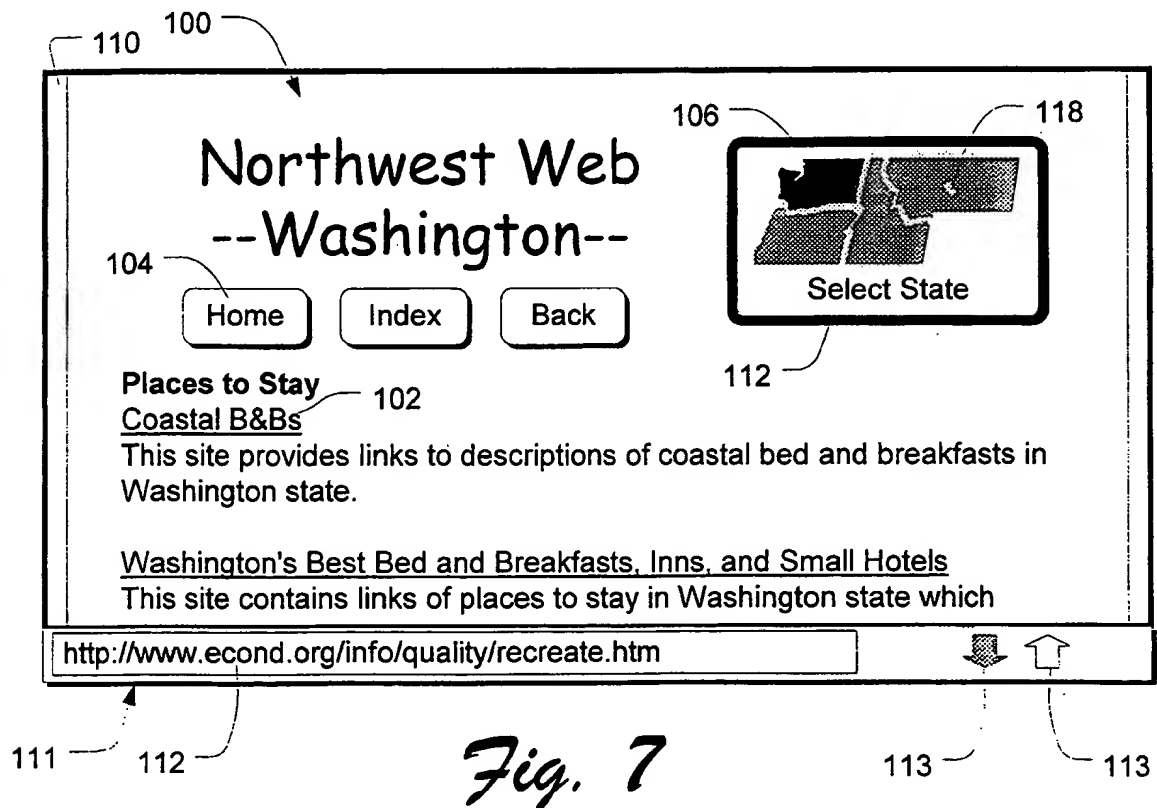 100
110
106
118
Northwest Web
--Washington--
104
Home Index Back
Select State
112
Places to Stay
102
Coastal B&Bs
This site provides links to descriptions of coastal bed and breakfasts in
Washington state.
Washington's Best Bed and Breakfasts, Inns, and Small Hotels
This site contains links of places to stay in Washington state which
http://www.econd.org/info/quality/recreate.htm
111
112
113
113
Fig. 7